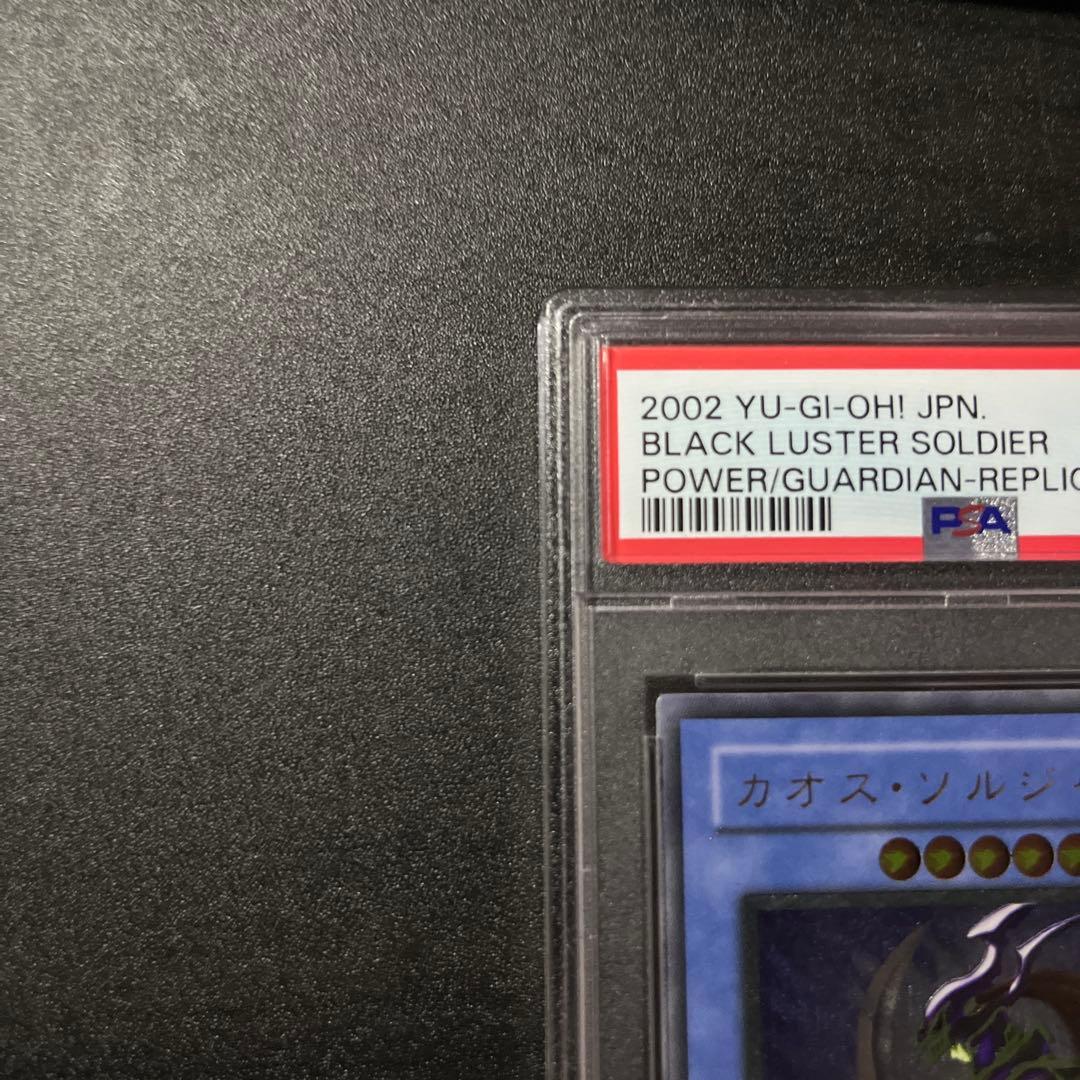 2002 YU-GI-OH! JPN.
BLACK LUSTER SOLDIER
POWER/GUARDIAN-REPLIC
PSA
カオス・ソルジ